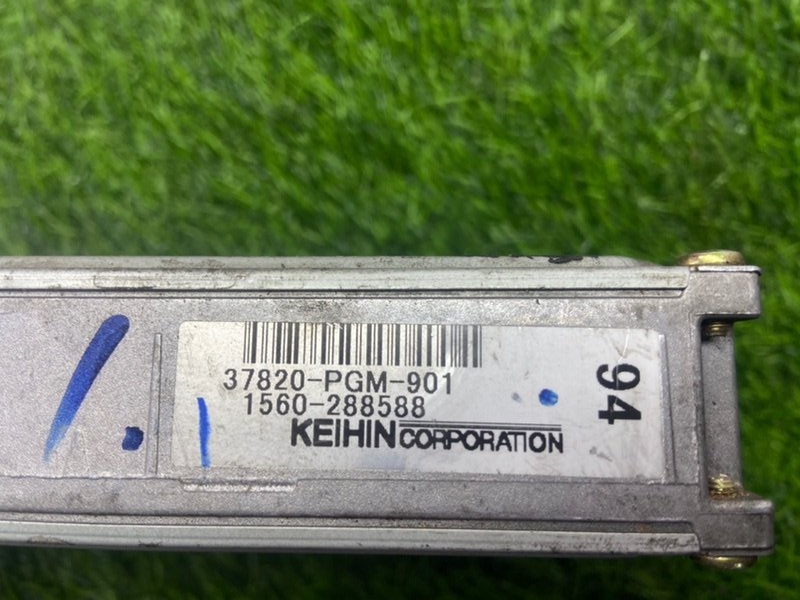 37820-PGM-901
1560-288588
KEIHIN CORPORATION
94